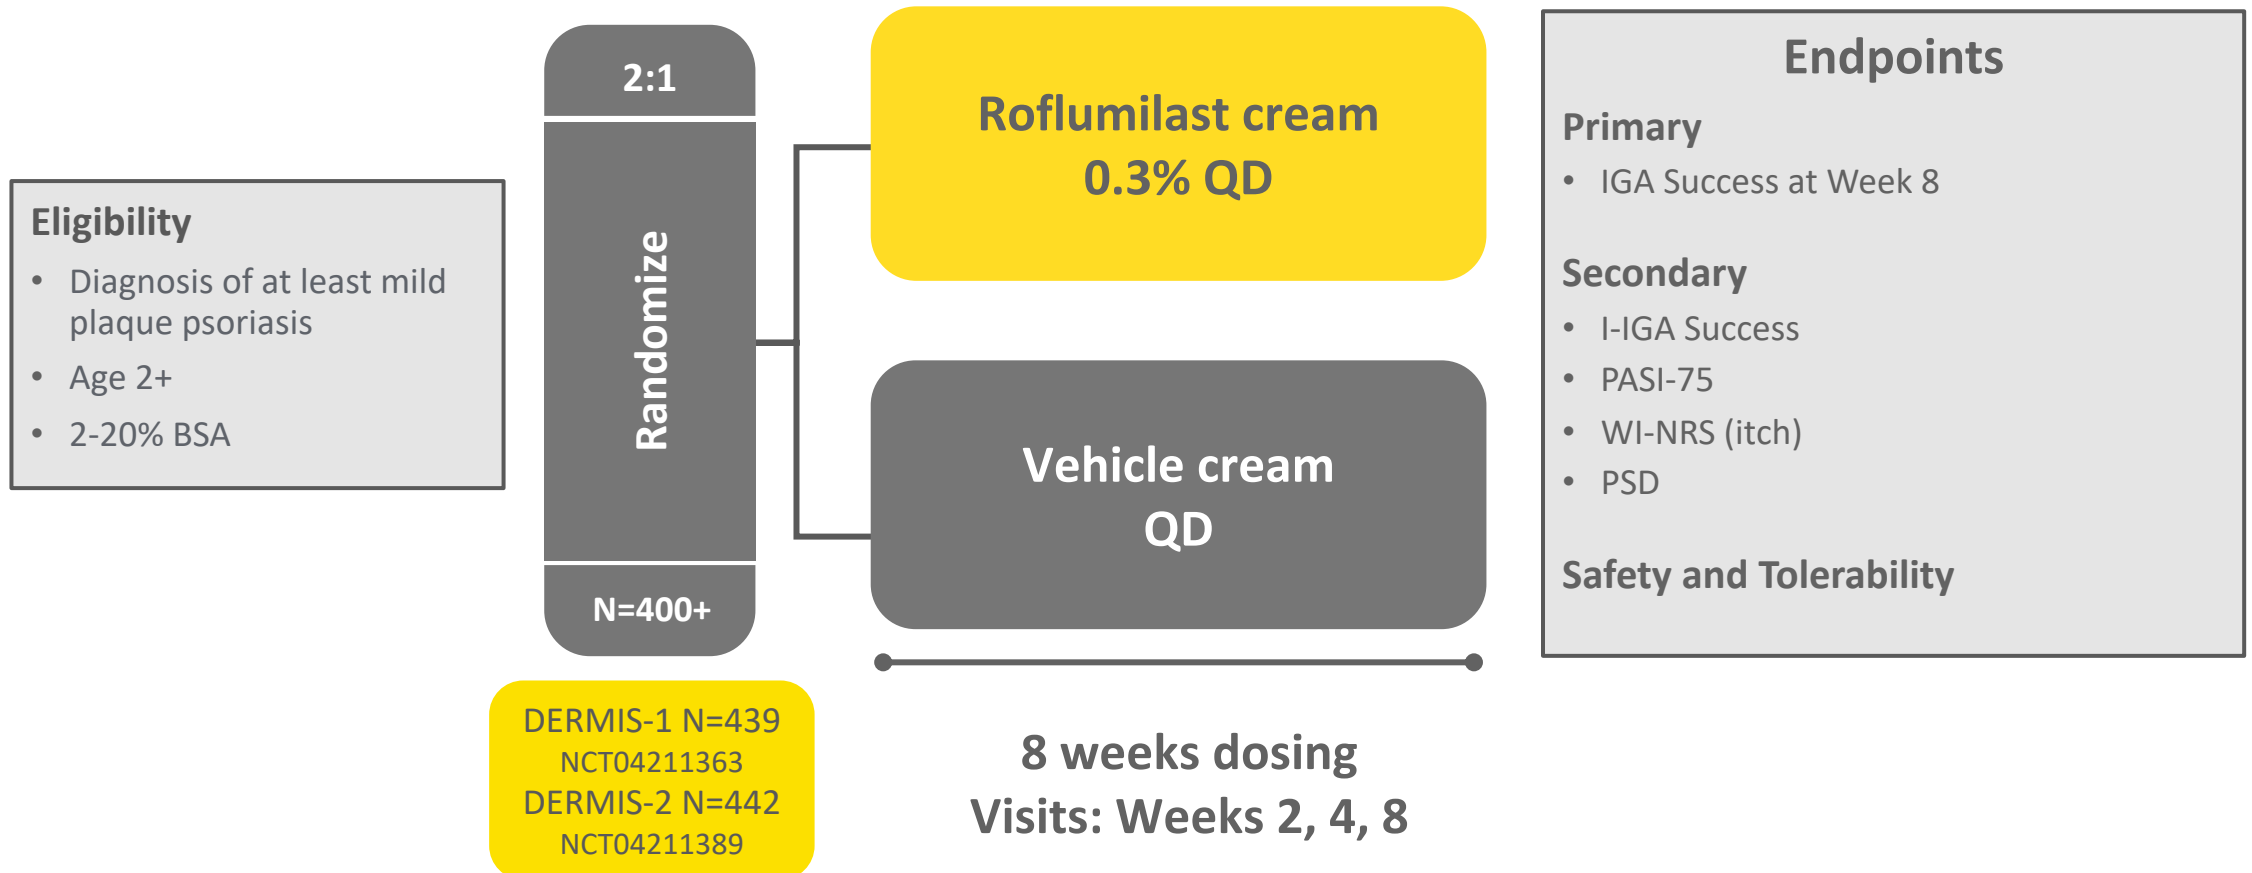 Eligibility
• Diagnosis of at least mild
plaque psoriasis
• Age 2+
• 2-20% BSA
2:1
Randomize
N=400+
DERMIS-1 N=439
NCT04211363
DERMIS-2 N=442
NCT04211389
Roflumilast cream
0.3% QD
Vehicle cream
QD
8 weeks dosing
Visits: Weeks 2, 4, 8
Endpoints
Primary
• IGA Success at Week 8
Secondary
• I-IGA Success
• PASI-75
• WI-NRS (itch)
• PSD
Safety and Tolerability